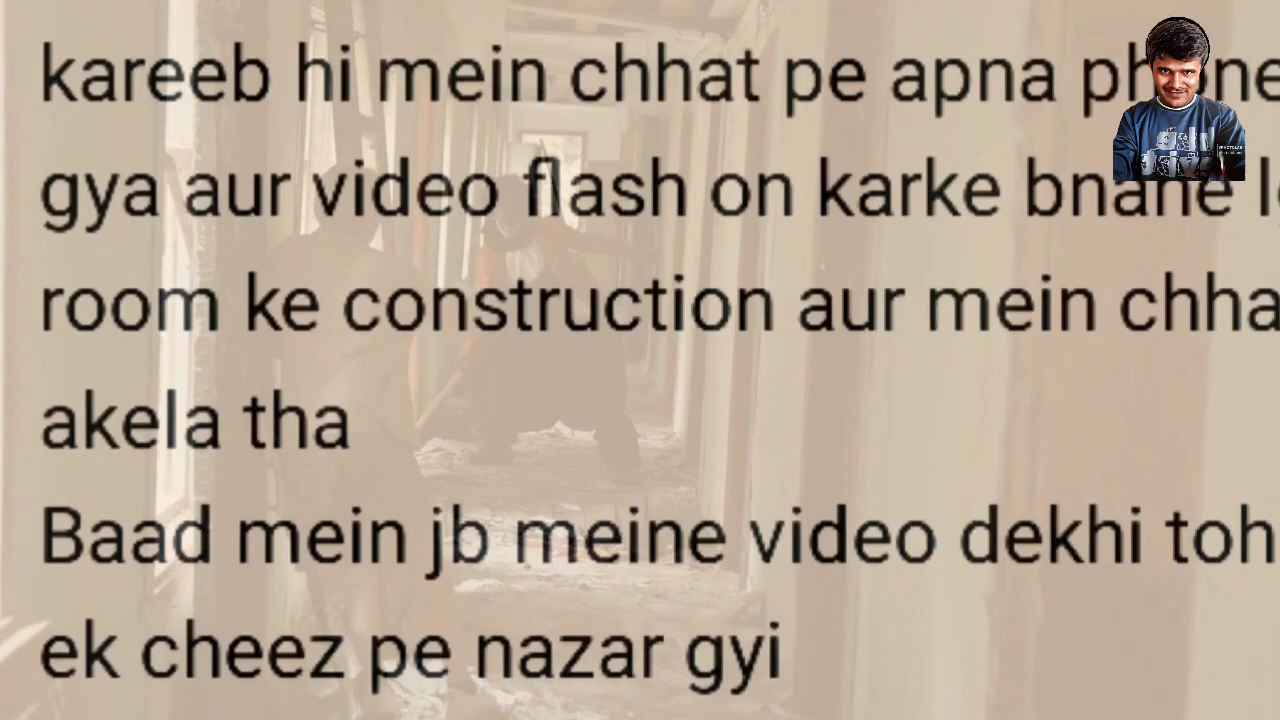 kareeb hi mein chhat pe apna phone
gya aur video flash on karke bnane
room ke construction aur mein
akela tha
Baad mein jb meine video dekhi toh
ek cheez pe nazar gyi